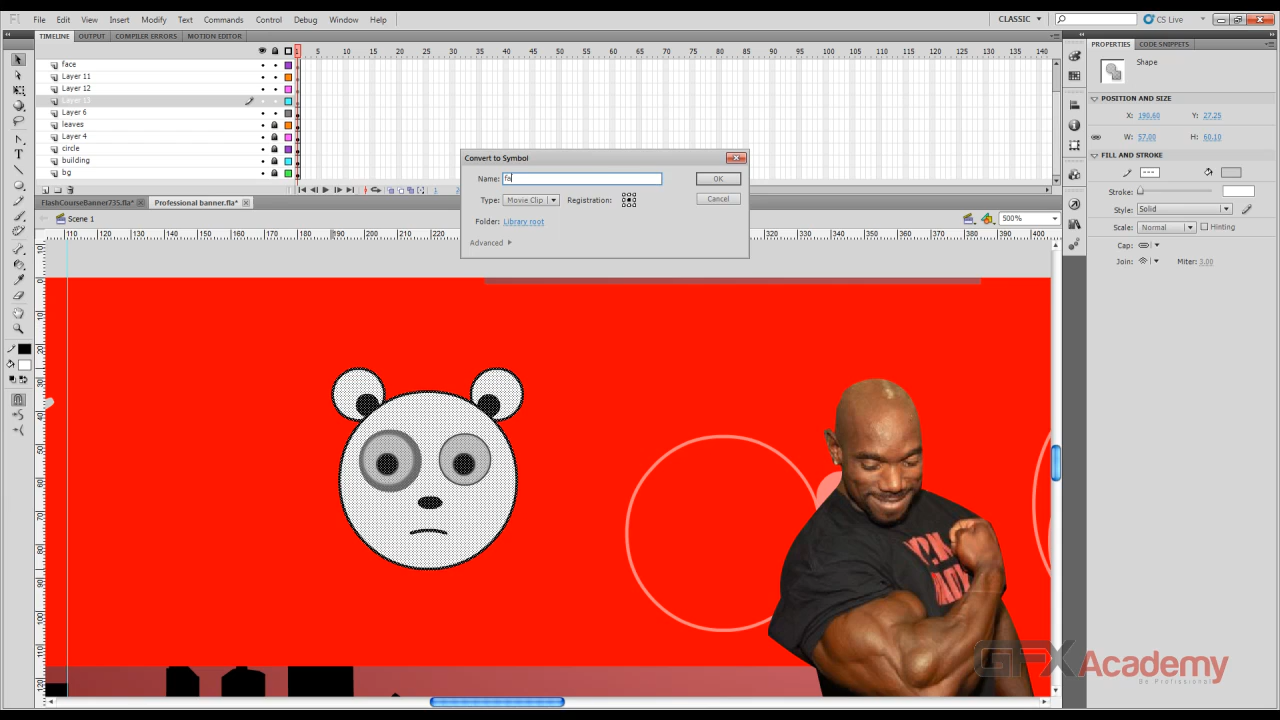 Fl File Edit View Insert Modify Text Commands Control Debug Window Help CLASSIC CS Live
TIMELINE OUTPUT COMPILER ERRORS MOTION EDITOR
1 5 10 15 20 25 30 35 40 45 50 55 60 65 70 75 80 85 90 95 100 105 110 115 120 125 130 135 140
face
Layer 11
Layer 12
Layer 13
Layer 6
leaves
Layer 4
circle
building
bg
1
FlashCourseBanner735.fla* Professional banner.fla*
Scene 1
500%
Convert to Symbol
Name: fa
OK
Type: Movie Clip Registration:
Cancel
Folder: Library root
Advanced
PROPERTIES CODE SNIPPETS
Shape
POSITION AND SIZE
X: 190.60 Y: 27.25
W: 57.00 H: 60.10
FILL AND STROKE
Stroke:
Style: Solid
Scale: Normal Hinting
Cap:
Join: Miter: 3.00
GFXAcademy
Be Professional